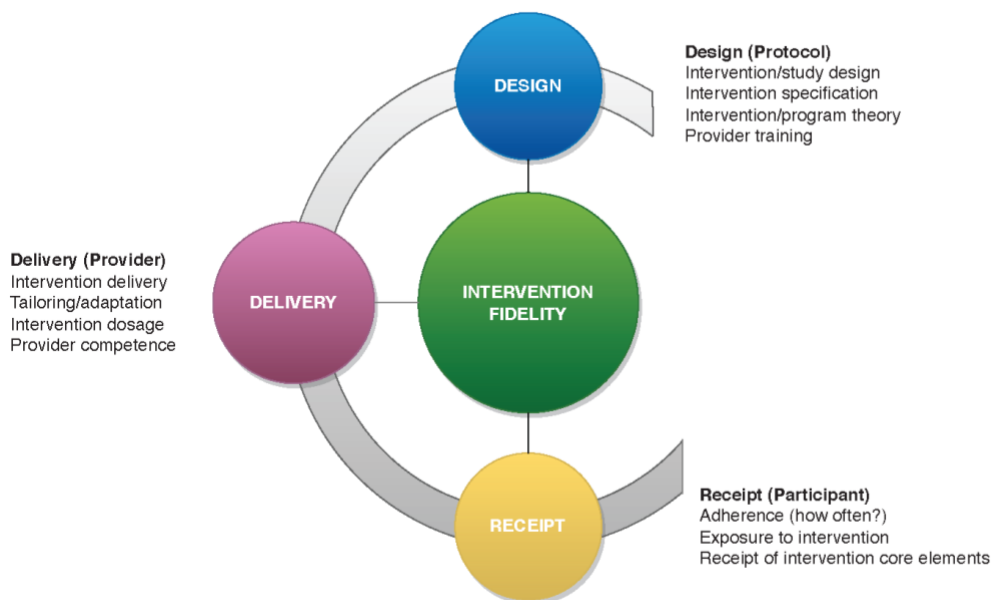 DESIGN
Design (Protocol)
Intervention/study design
Intervention specification
Intervention/program theory
Provider training
Delivery (Provider)
Intervention delivery
Tailoring/adaptation
Intervention dosage
Provider competence
DELIVERY
INTERVENTION
FIDELITY
RECEIPT
Receipt (Participant)
Adherence (how often?)
Exposure to intervention
Receipt of intervention core elements